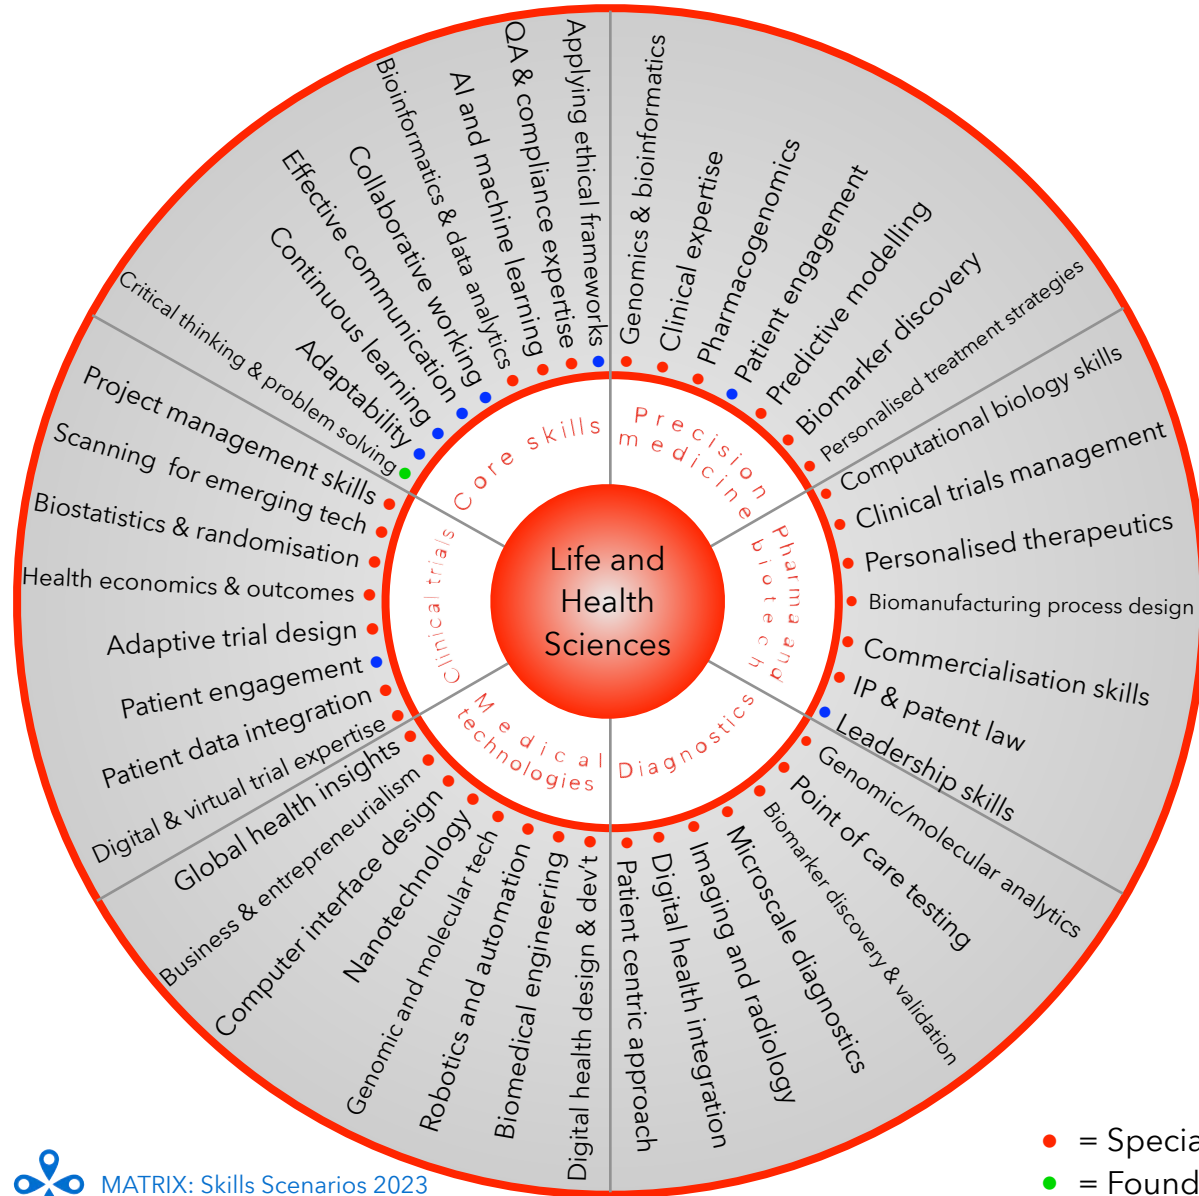 Life and
Health
Sciences
Core skills
Critical thinking & problem solving
Adaptability
Continuous learning
Effective communication
Collaborative working
Bioinformatics & data analytics
AI and machine learning
QA & compliance expertise
Applying ethical frameworks
Precision
medicine
Genomics & bioinformatics
Clinical expertise
Pharmacogenomics
Patient engagement
Predictive modelling
Biomarker discovery
Personalised treatment strategies
Pharma and
biotech
Computational biology skills
Clinical trials management
Personalised therapeutics
Biomanufacturing process design
Commercialisation skills
IP & patent law
Leadership skills
Diagnostics
Genomic/molecular analytics
Point of care testing
Biomarker discovery & validation
Microscale diagnostics
Imaging and radiology
Digital health integration
Patient centric approach
Medical
technologies
Digital health design & dev't
Biomedical engineering
Robotics and automation
Genomic and molecular tech
Nanotechnology
Computer interface design
Business & entrepreneurialism
Global health insights
Clinical trials
Digital & virtual trial expertise
Patient data integration
Patient engagement
Adaptive trial design
Health economics & outcomes
Biostatistics & randomisation
Scanning for emerging tech
Project management skills
MATRIX: Skills Scenarios 2023
= Specia
= Found